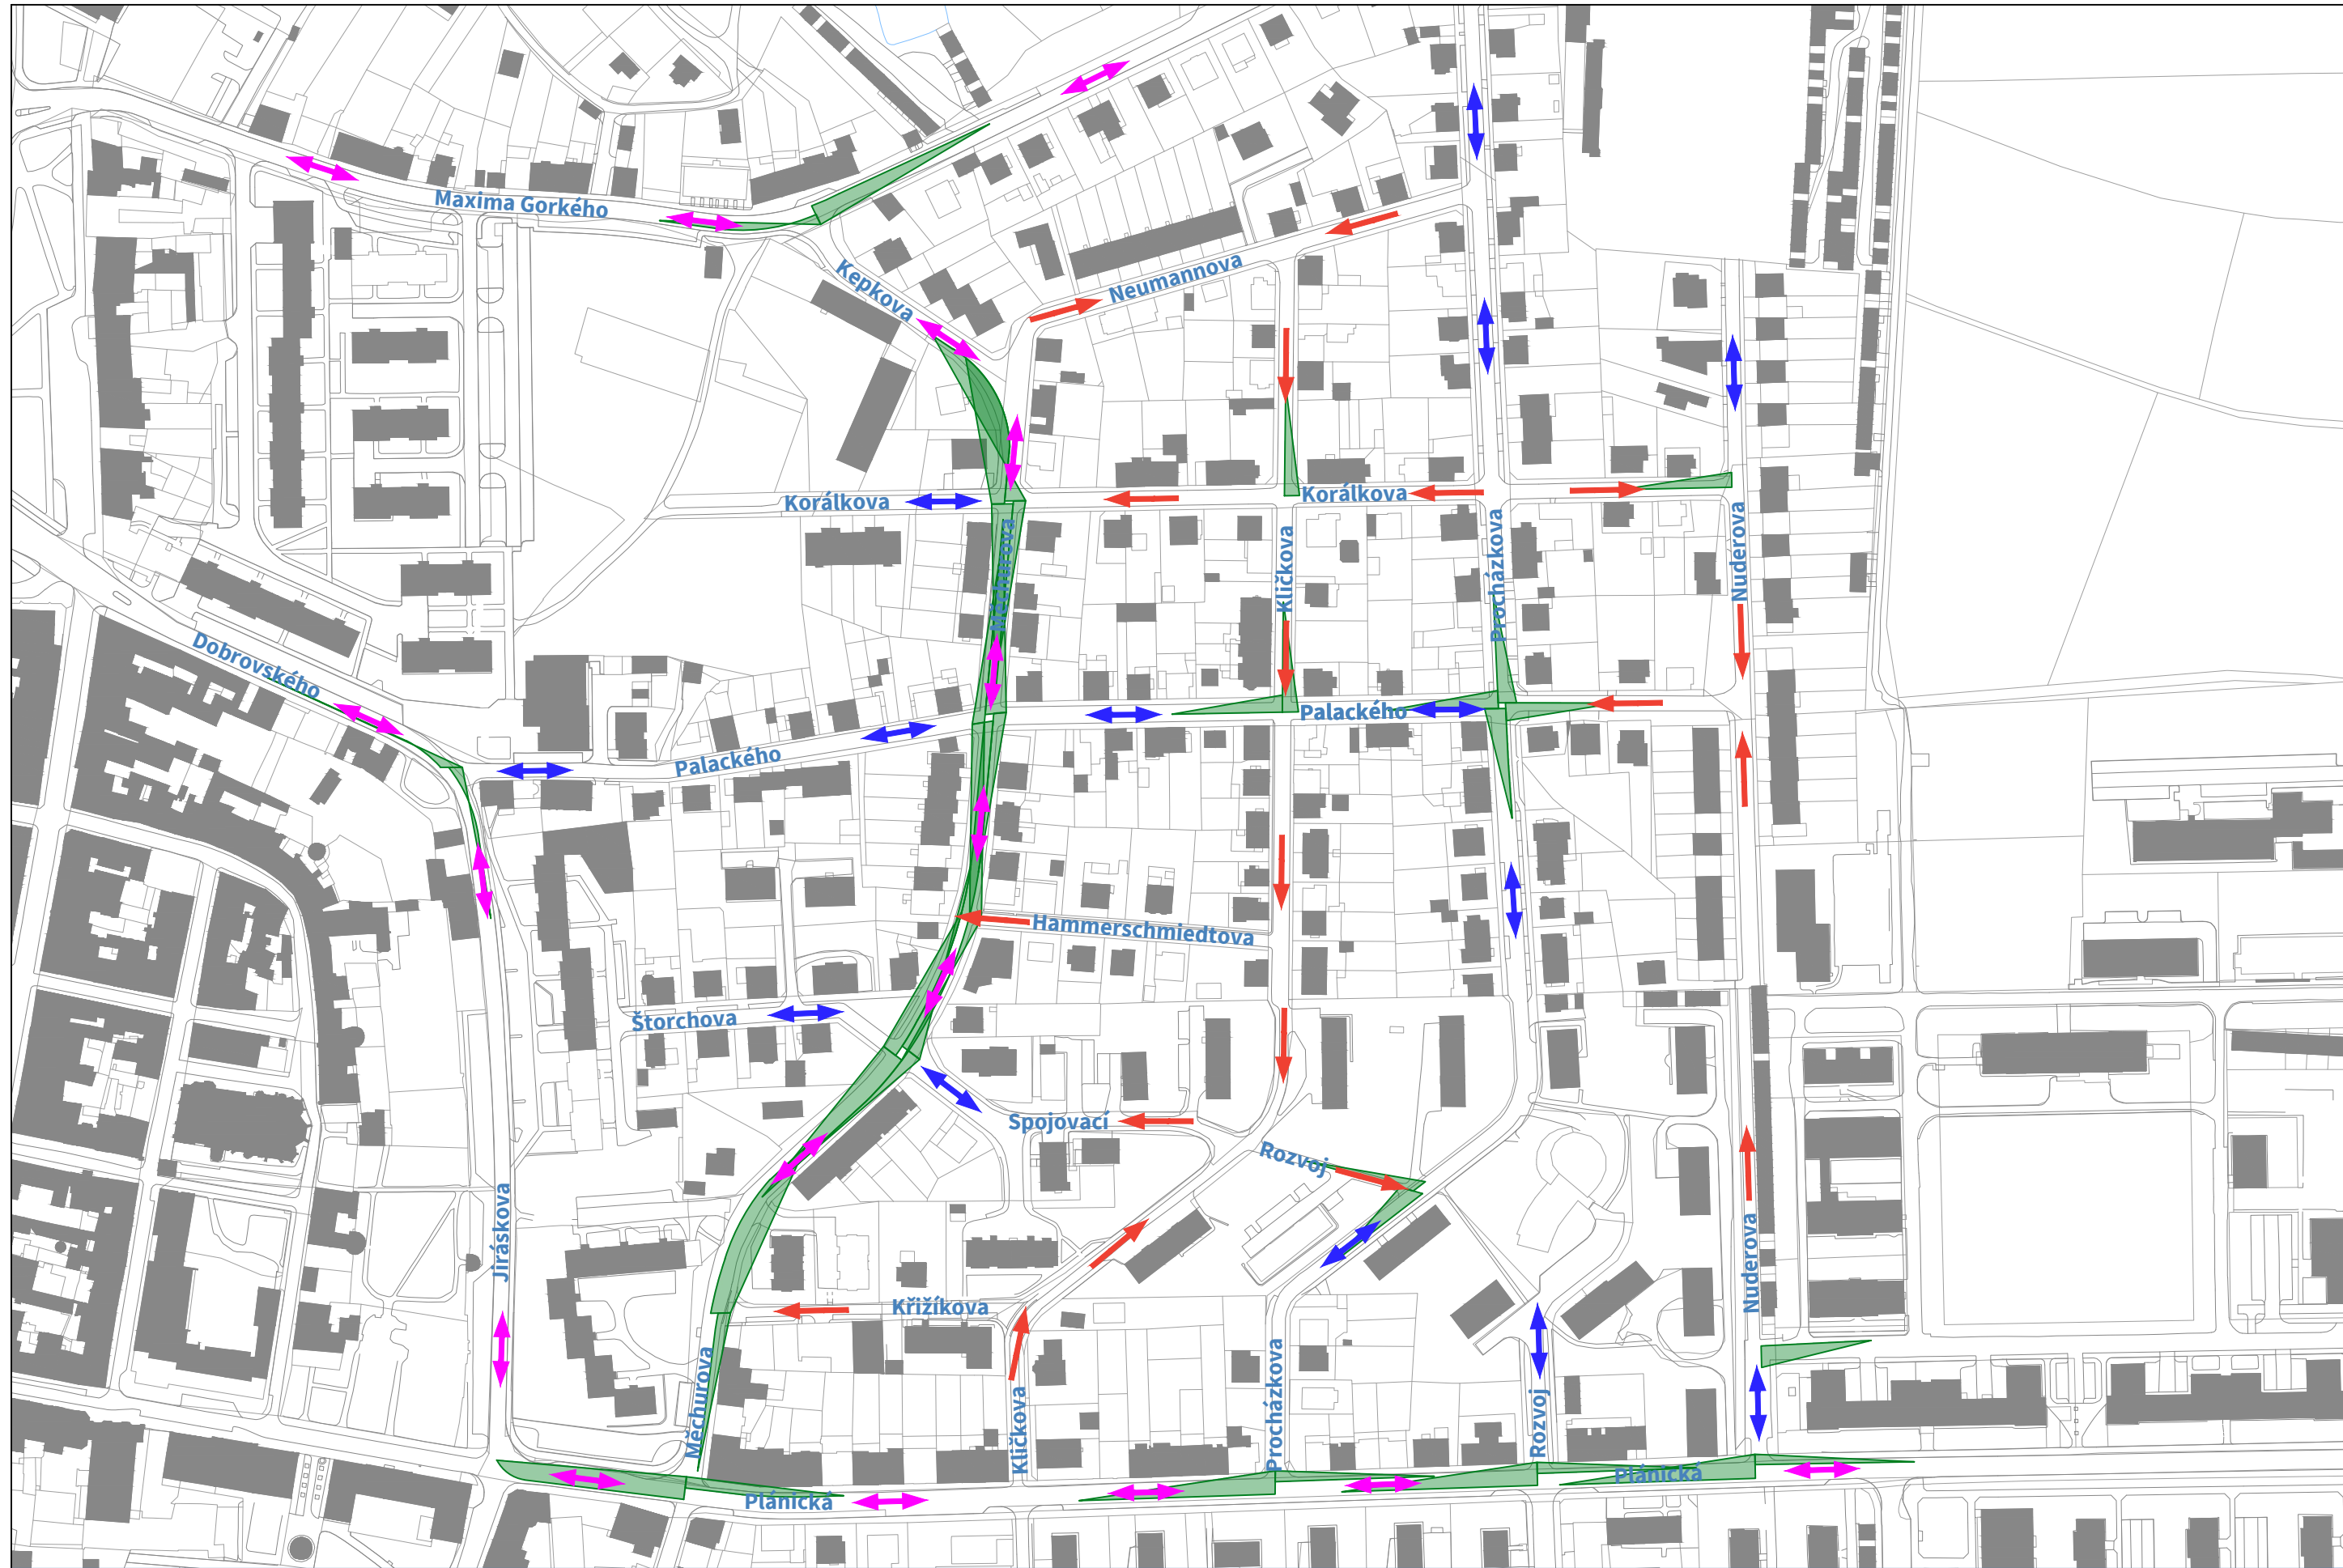 Maxima Gorkého
Kepkova
Neumannova
Korálkova
Korálkova
Nuderova
Procházkova
Měchurova
Kličkova
Dobrovského
Palackého
Palackého
Hammerschmiedtova
Štorchova
Spojovací
Rozvoj
Jiráskova
Nuderova
Křižíkova
Měchurova
Procházkova
Kličkova
Rozvoj
Plánická
Plánická